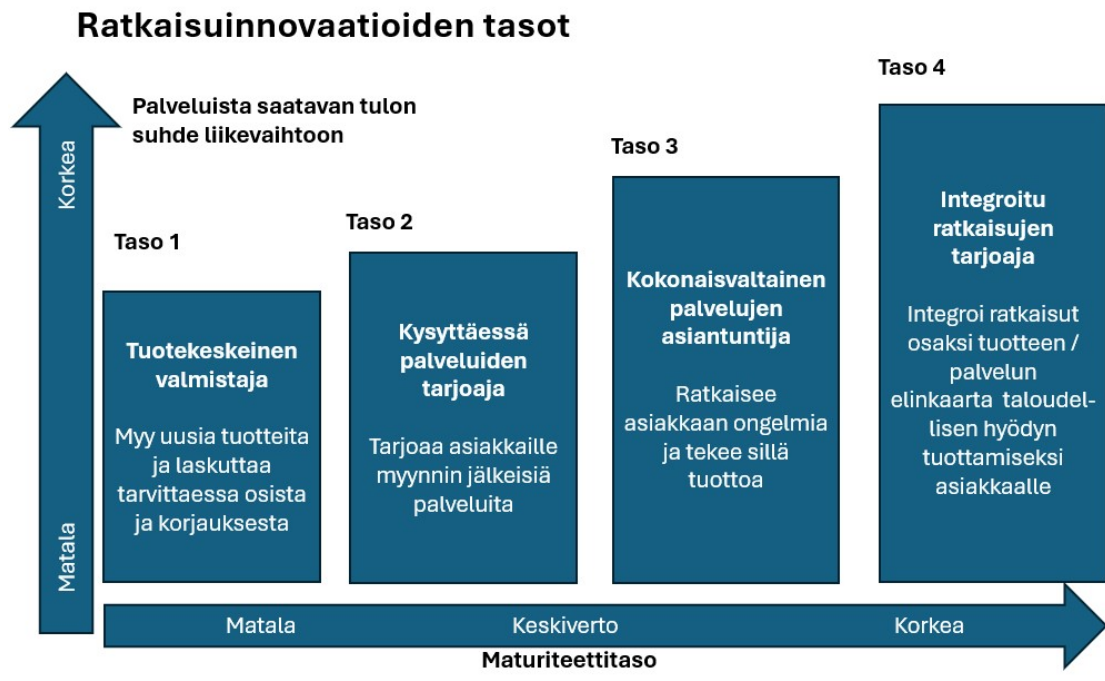 Ratkaisuinnovaatioiden tasot
Palveluista saatavan tulon
suhde liikevaihtoon
Korkea
Matala
Taso 1
Tuotekeskeinen
valmistaja
Myy uusia tuotteita
ja laskuttaa
tarvittaessa osista
ja korjauksesta
Taso 2
Kysyttäessä
palveluiden
tarjoaja
Tarjoaa asiakkaille
myynnin jälkeisiä
palveluita
Taso 3
Kokonaisvaltainen
palvelujen
asiantuntija
Ratkaisee
asiakkaan ongelmia
ja tekee sillä
tuottoa
Taso 4
Integroitu
ratkaisujen
tarjoaja
Integroi ratkaisut
osaksi tuotteen /
palvelun
elinkaarta taloudel-
lisen hyödyn
tuottamiseksi
asiakkaalle
Matala
Keskiverto
Korkea
Maturiteettitaso